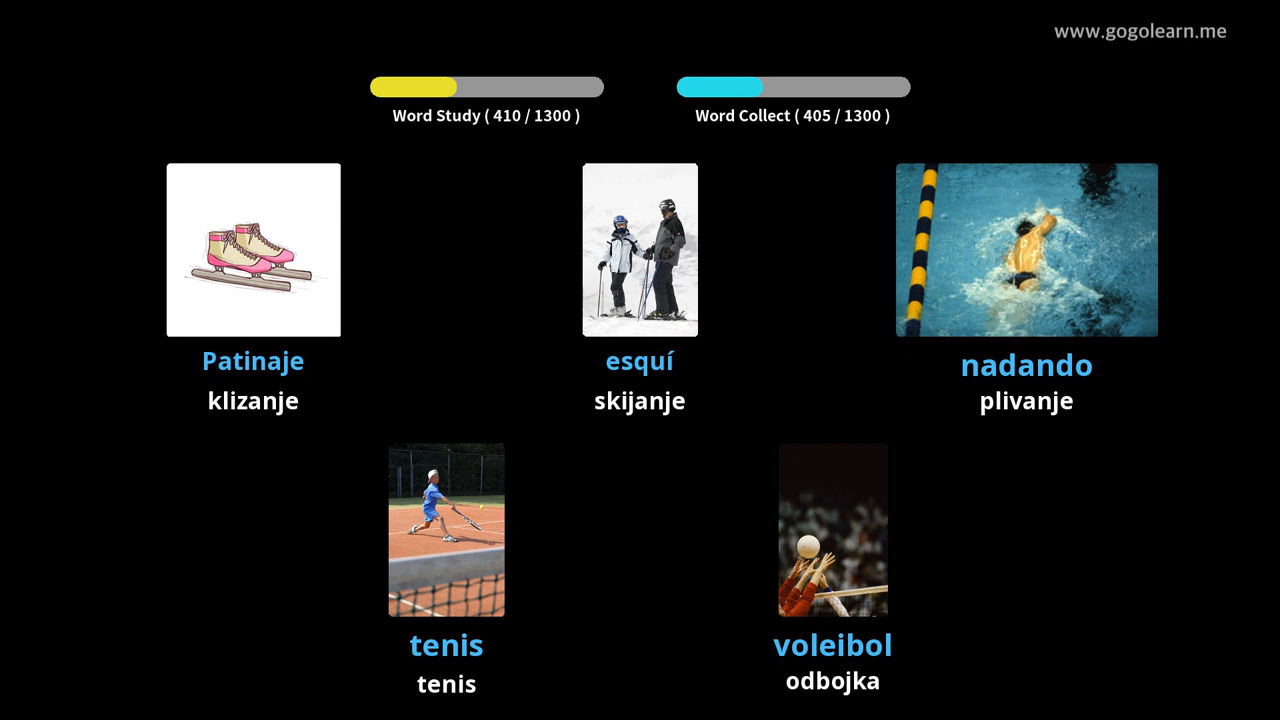 www.gogolearn.me
Word Study ( 410 / 1300 )
Word Collect ( 405 / 1300 )
Patinaje
klizanje
esquí
skijanje
nadando
plivanje
tenis
tenis
voleibol
odbojka